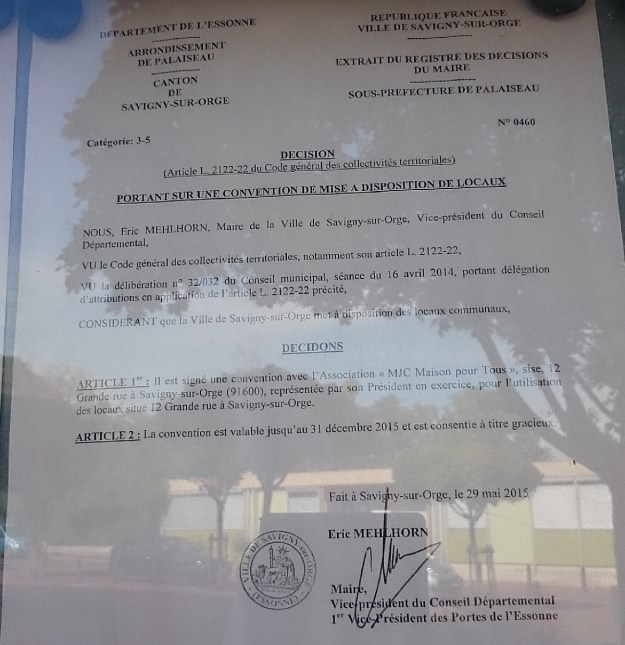 DEPARTEMENT DE L'ESSONNE
ARRONDISSEMENT
DE PALAISEAU
CANTON
DE
SAVIGNY-SUR-ORGE
REPUBLIQUE FRANCAISE
VILLE DE SAVIGNY-SUR-ORGE
EXTRAIT DU REGISTRE DES DECISIONS
DU MAIRE
SOUS-PREFECTURE DE PALAISEAU
N° 0460
Catégorie: 3-5
DECISION
(Article L. 2122-22 du Code général des collectivités territoriales)
PORTANT SUR UNE CONVENTION DE MISE A DISPOSITION DE LOCAUX
NOUS, Eric MEHLHORN, Maire de la Ville de Savigny-sur-Orge, Vice-président du Conseil
Départemental,
VU le Code général des collectivités territoriales, notamment son article L. 2122-22,
VU la délibération n° 32/032 du Conseil municipal, séance du 16 avril 2014, portant délégation
d'attributions en application de l'article L. 2122-22 précité,
CONSIDERANT que la Ville de Savigny-sur-Orge met à disposition des locaux communaux,
DECIDONS
ARTICLE 1er : Il est signé une convention avec l'Association « MJC Maison pour Tous », sise, 12
Grande rue à Savigny-sur-Orge (91600), représentée par son Président en exercice, pour l'utilisation
des locaux situé 12 Grande rue à Savigny-sur-Orge.
ARTICLE 2 : La convention est valable jusqu'au 31 décembre 2015 et est consentie à titre gracieux.
Fait à Savigny-sur-Orge, le 29 mai 2015
Eric MEHLHORN
VILLE DE SAVIGNY-SUR-ORGE
(ESSONNE)
Maire,
Vice-président du Conseil Départemental
1er Vice-Président des Portes de l'Essonne